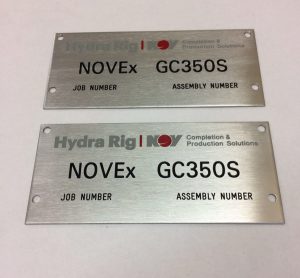 Hydra Rig | NOV Completion & Production Solutions
NOVEx GC350S
JOB NUMBER ASSEMBLY NUMBER
Hydra Rig | NOV Completion & Production Solutions
NOVEx GC350S
JOB NUMBER ASSEMBLY NUMBER